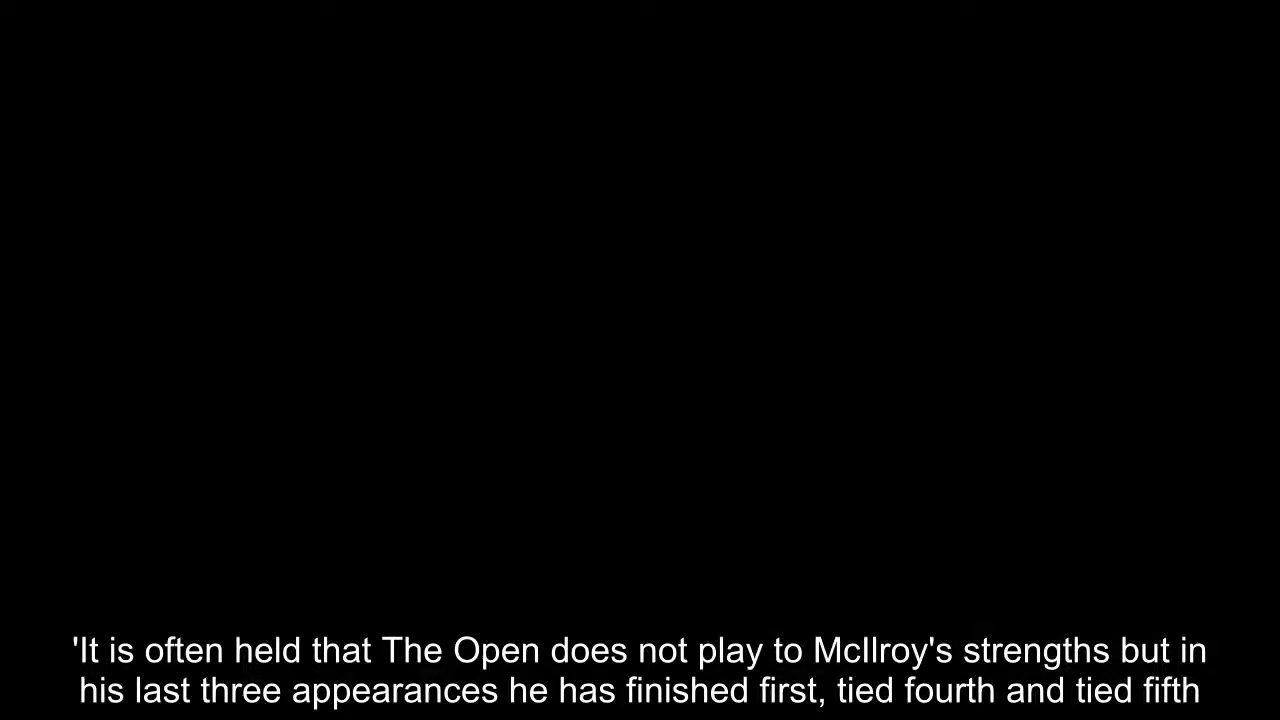 'It is often held that The Open does not play to McIlroy's strengths but in
his last three appearances he has finished first, tied fourth and tied fifth